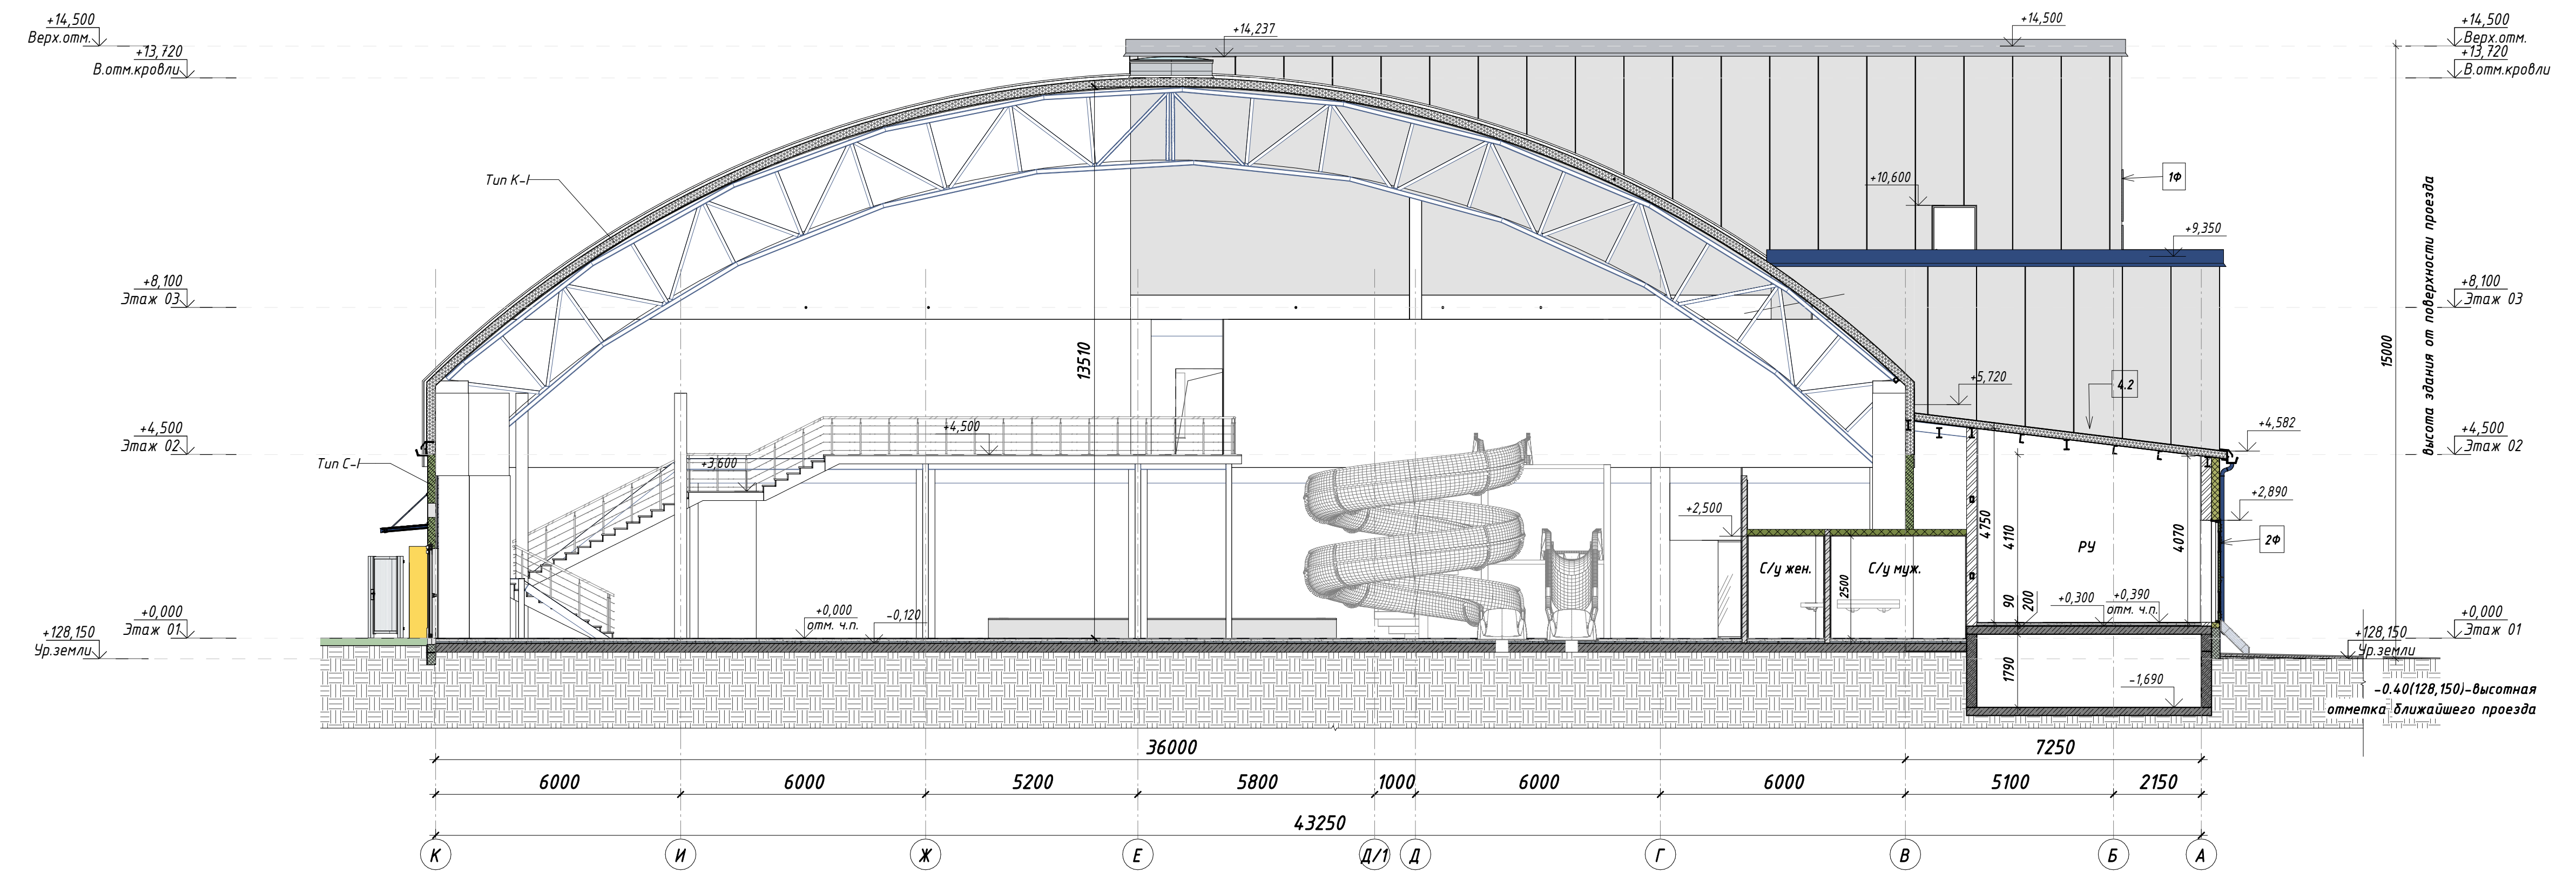 +14,500
Верх.отм.
+13,720
В.отм.кровли
+14,237
+14,500
+14,500
Верх.отм.
+13,720
В.отм.кровли
Тип К-I
+10,600
1Ф
+9,350
+8,100
Этаж 03
+8,100
Этаж 03
13510
15000
высота здания от поверхности проезда
+5,720
4.2
+4,500
Этаж 02
Тип С-I
+3,600
+4,500
+4,582
+4,500
Этаж 02
+2,500
+2,890
2Ф
4750
4110
4070
РУ
С/у жен.
С/у муж.
2500
90
200
+0,300
+0,390
отм. ч.п.
+0,000
Этаж 01
+128,150
Ур.земли
+0,000
отм. ч.п.
-0,120
+0,000
Этаж 01
+128,150
Ур.земли
1790
-1,690
-0.40(128,150)-высотная
отметка ближайшего проезда
36000
7250
6000
6000
5200
5800
1000
6000
6000
5100
2150
43250
К
И
Ж
Е
Д/1
Д
Г
В
Б
А